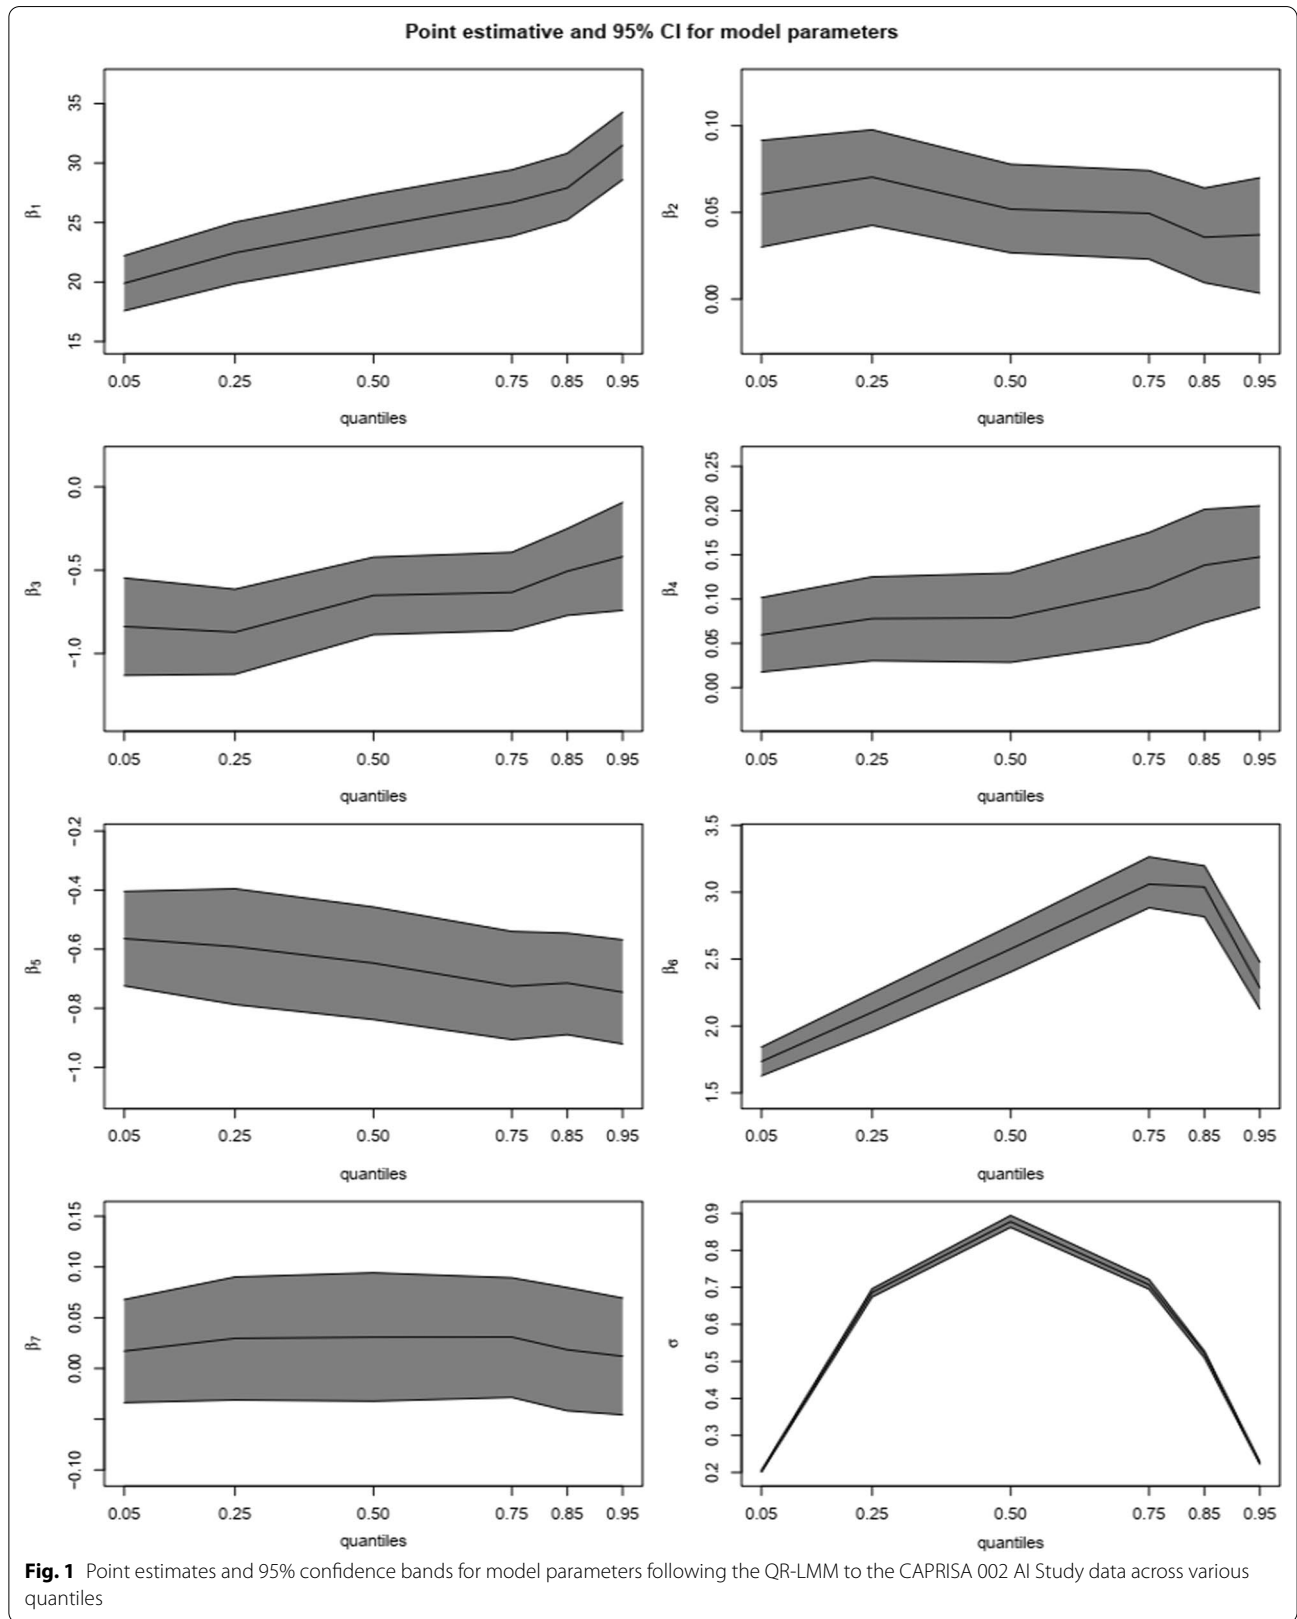 Point estimative and 95% CI for model parameters
β1
35
30
25
20
15
0.05 0.25 0.50 0.75 0.85 0.95
quantiles
β2
0.10
0.05
0.00
0.05 0.25 0.50 0.75 0.85 0.95
quantiles
β3
0.0
−0.5
−1.0
0.05 0.25 0.50 0.75 0.85 0.95
quantiles
β4
0.25
0.20
0.15
0.10
0.05
0.00
0.05 0.25 0.50 0.75 0.85 0.95
quantiles
β5
−0.2
−0.4
−0.6
−0.8
−1.0
0.05 0.25 0.50 0.75 0.85 0.95
quantiles
β6
3.5
3.0
2.5
2.0
1.5
0.05 0.25 0.50 0.75 0.85 0.95
quantiles
β7
0.15
0.10
0.05
0.00
−0.10
0.05 0.25 0.50 0.75 0.85 0.95
quantiles
σ
0.9
0.8
0.7
0.6
0.5
0.4
0.3
0.2
0.05 0.25 0.50 0.75 0.85 0.95
quantiles
Fig. 1 Point estimates and 95% confidence bands for model parameters following the QR-LMM to the CAPRISA 002 AI Study data across various
quantiles